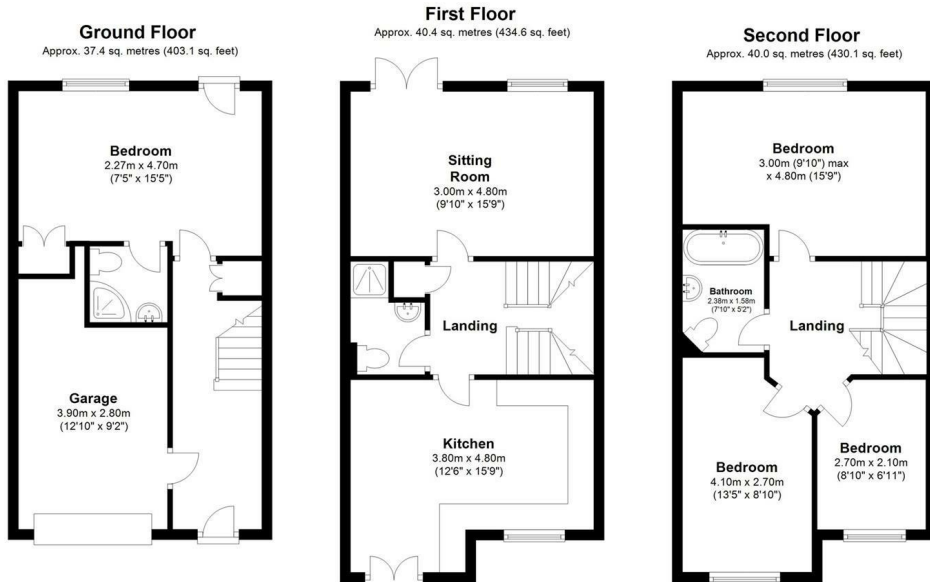 Ground Floor
Approx. 37.4 sq. metres (403.1 sq. feet)
Bedroom
2.27m x 4.70m
(7'5" x 15'5")
Garage
3.90m x 2.80m
(12'10" x 9'2")
First Floor
Approx. 40.4 sq. metres (434.6 sq. feet)
Sitting
Room
3.00m x 4.80m
(9'10" x 15'9")
Landing
Kitchen
3.80m x 4.80m
(12'6" x 15'9")
Second Floor
Approx. 40.0 sq. metres (430.1 sq. feet)
Bedroom
3.00m (9'10") max
x 4.80m (15'9")
Bathroom
2.38m x 1.58m
(7'10" x 5'2")
Landing
Bedroom
4.10m x 2.70m
(13'5" x 8'10")
Bedroom
2.70m x 2.10m
(8'10" x 6'11")